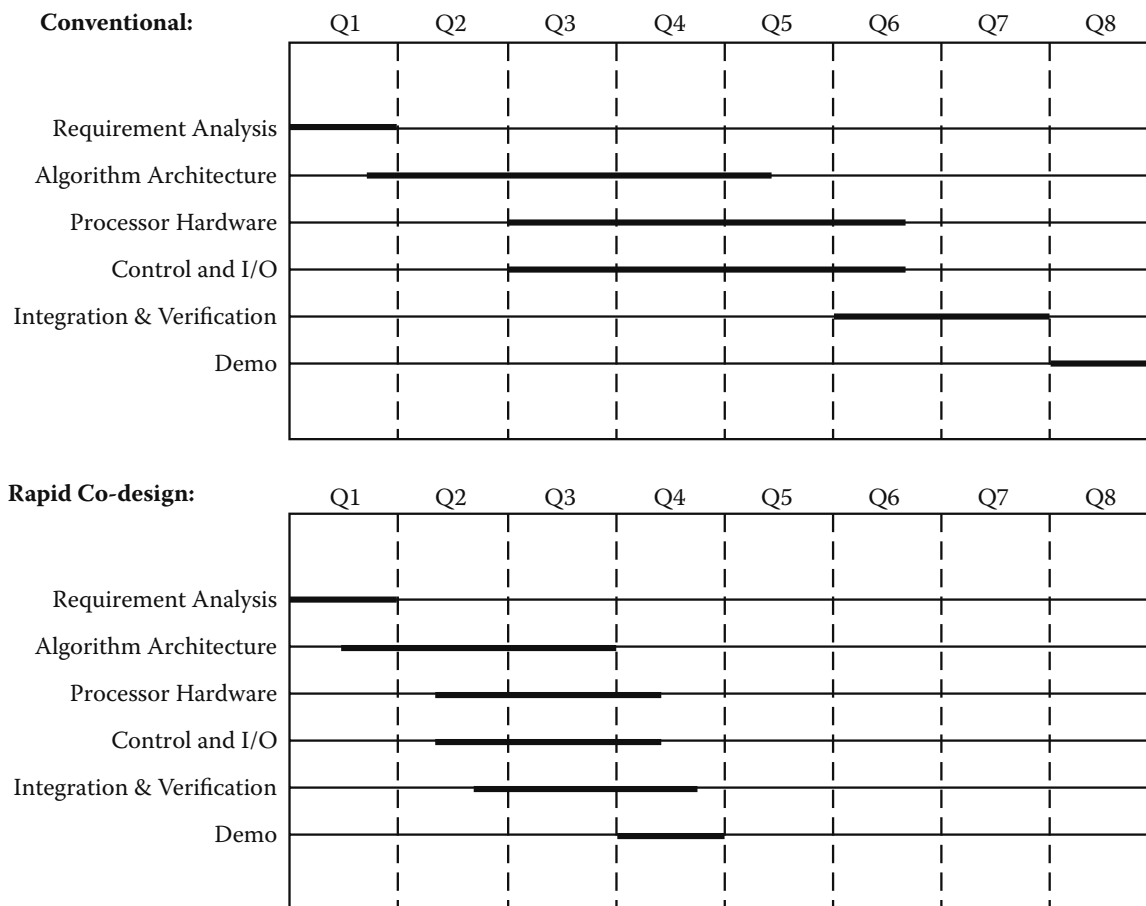 Conventional: Q1 Q2 Q3 Q4 Q5 Q6 Q7 Q8
Requirement Analysis
Algorithm Architecture
Processor Hardware
Control and I/O
Integration & Verification
Demo
Rapid Co-design: Q1 Q2 Q3 Q4 Q5 Q6 Q7 Q8
Requirement Analysis
Algorithm Architecture
Processor Hardware
Control and I/O
Integration & Verification
Demo